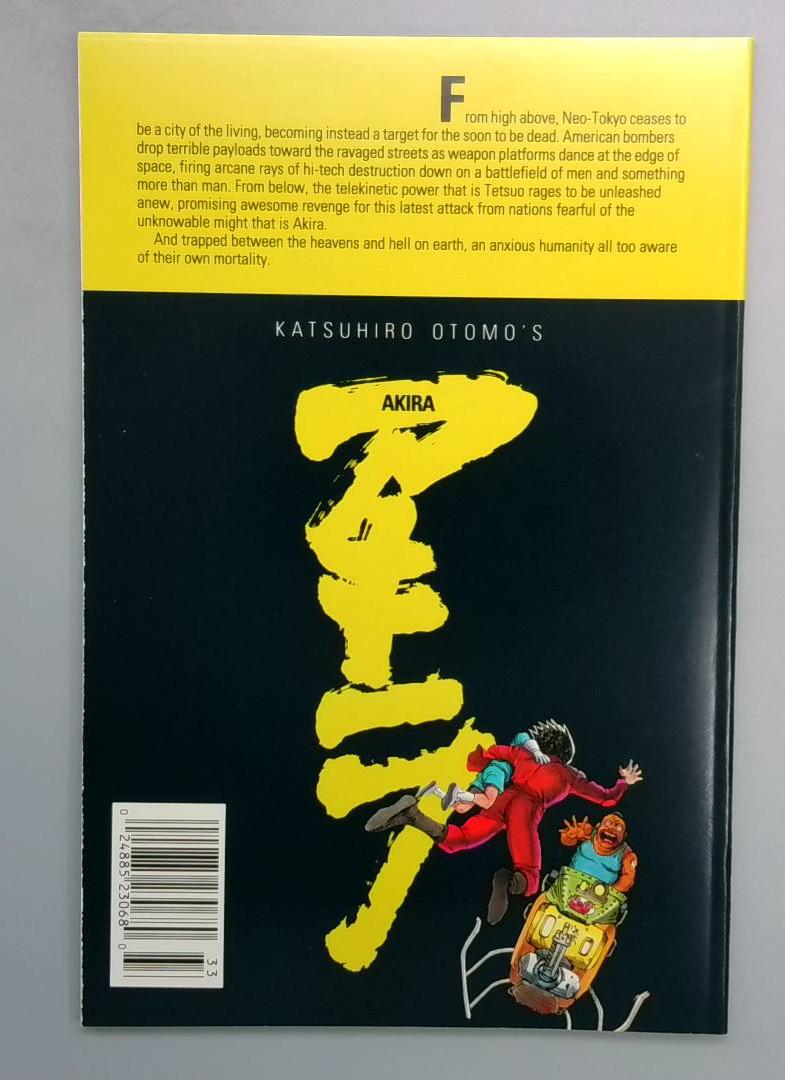 From high above, Neo-Tokyo ceases to
be a city of the living, becoming instead a target for the soon to be dead. American bombers
drop terrible payloads toward the ravaged streets as weapon platforms dance at the edge of
space, firing arcane rays of hi-tech destruction down on a battlefield of men and something
more than man. From below, the telekinetic power that is Tetsuo rages to be unleashed
anew, promising awesome revenge for this latest attack from nations fearful of the
unknowable might that is Akira.
And trapped between the heavens and hell on earth, an anxious humanity all too aware
of their own mortality.
KATSUHIRO OTOMO'S
AKIRA
アキラ
0 24885 23068 0
33